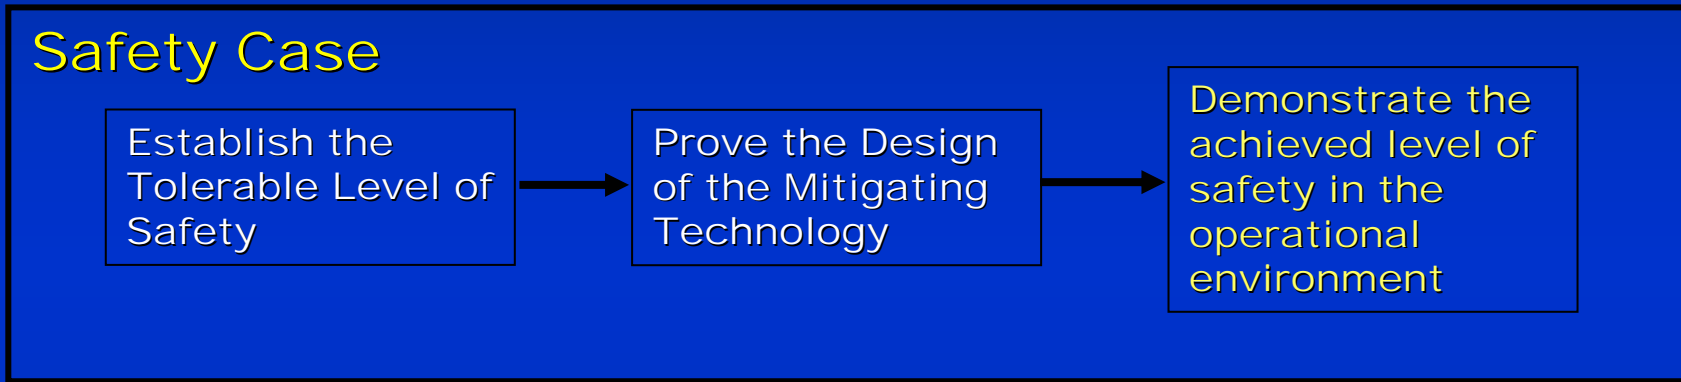 Safety Case
Establish the
Tolerable Level of
Safety
Prove the Design
of the Mitigating
Technology
Demonstrate the
achieved level of
safety in the
operational
environment